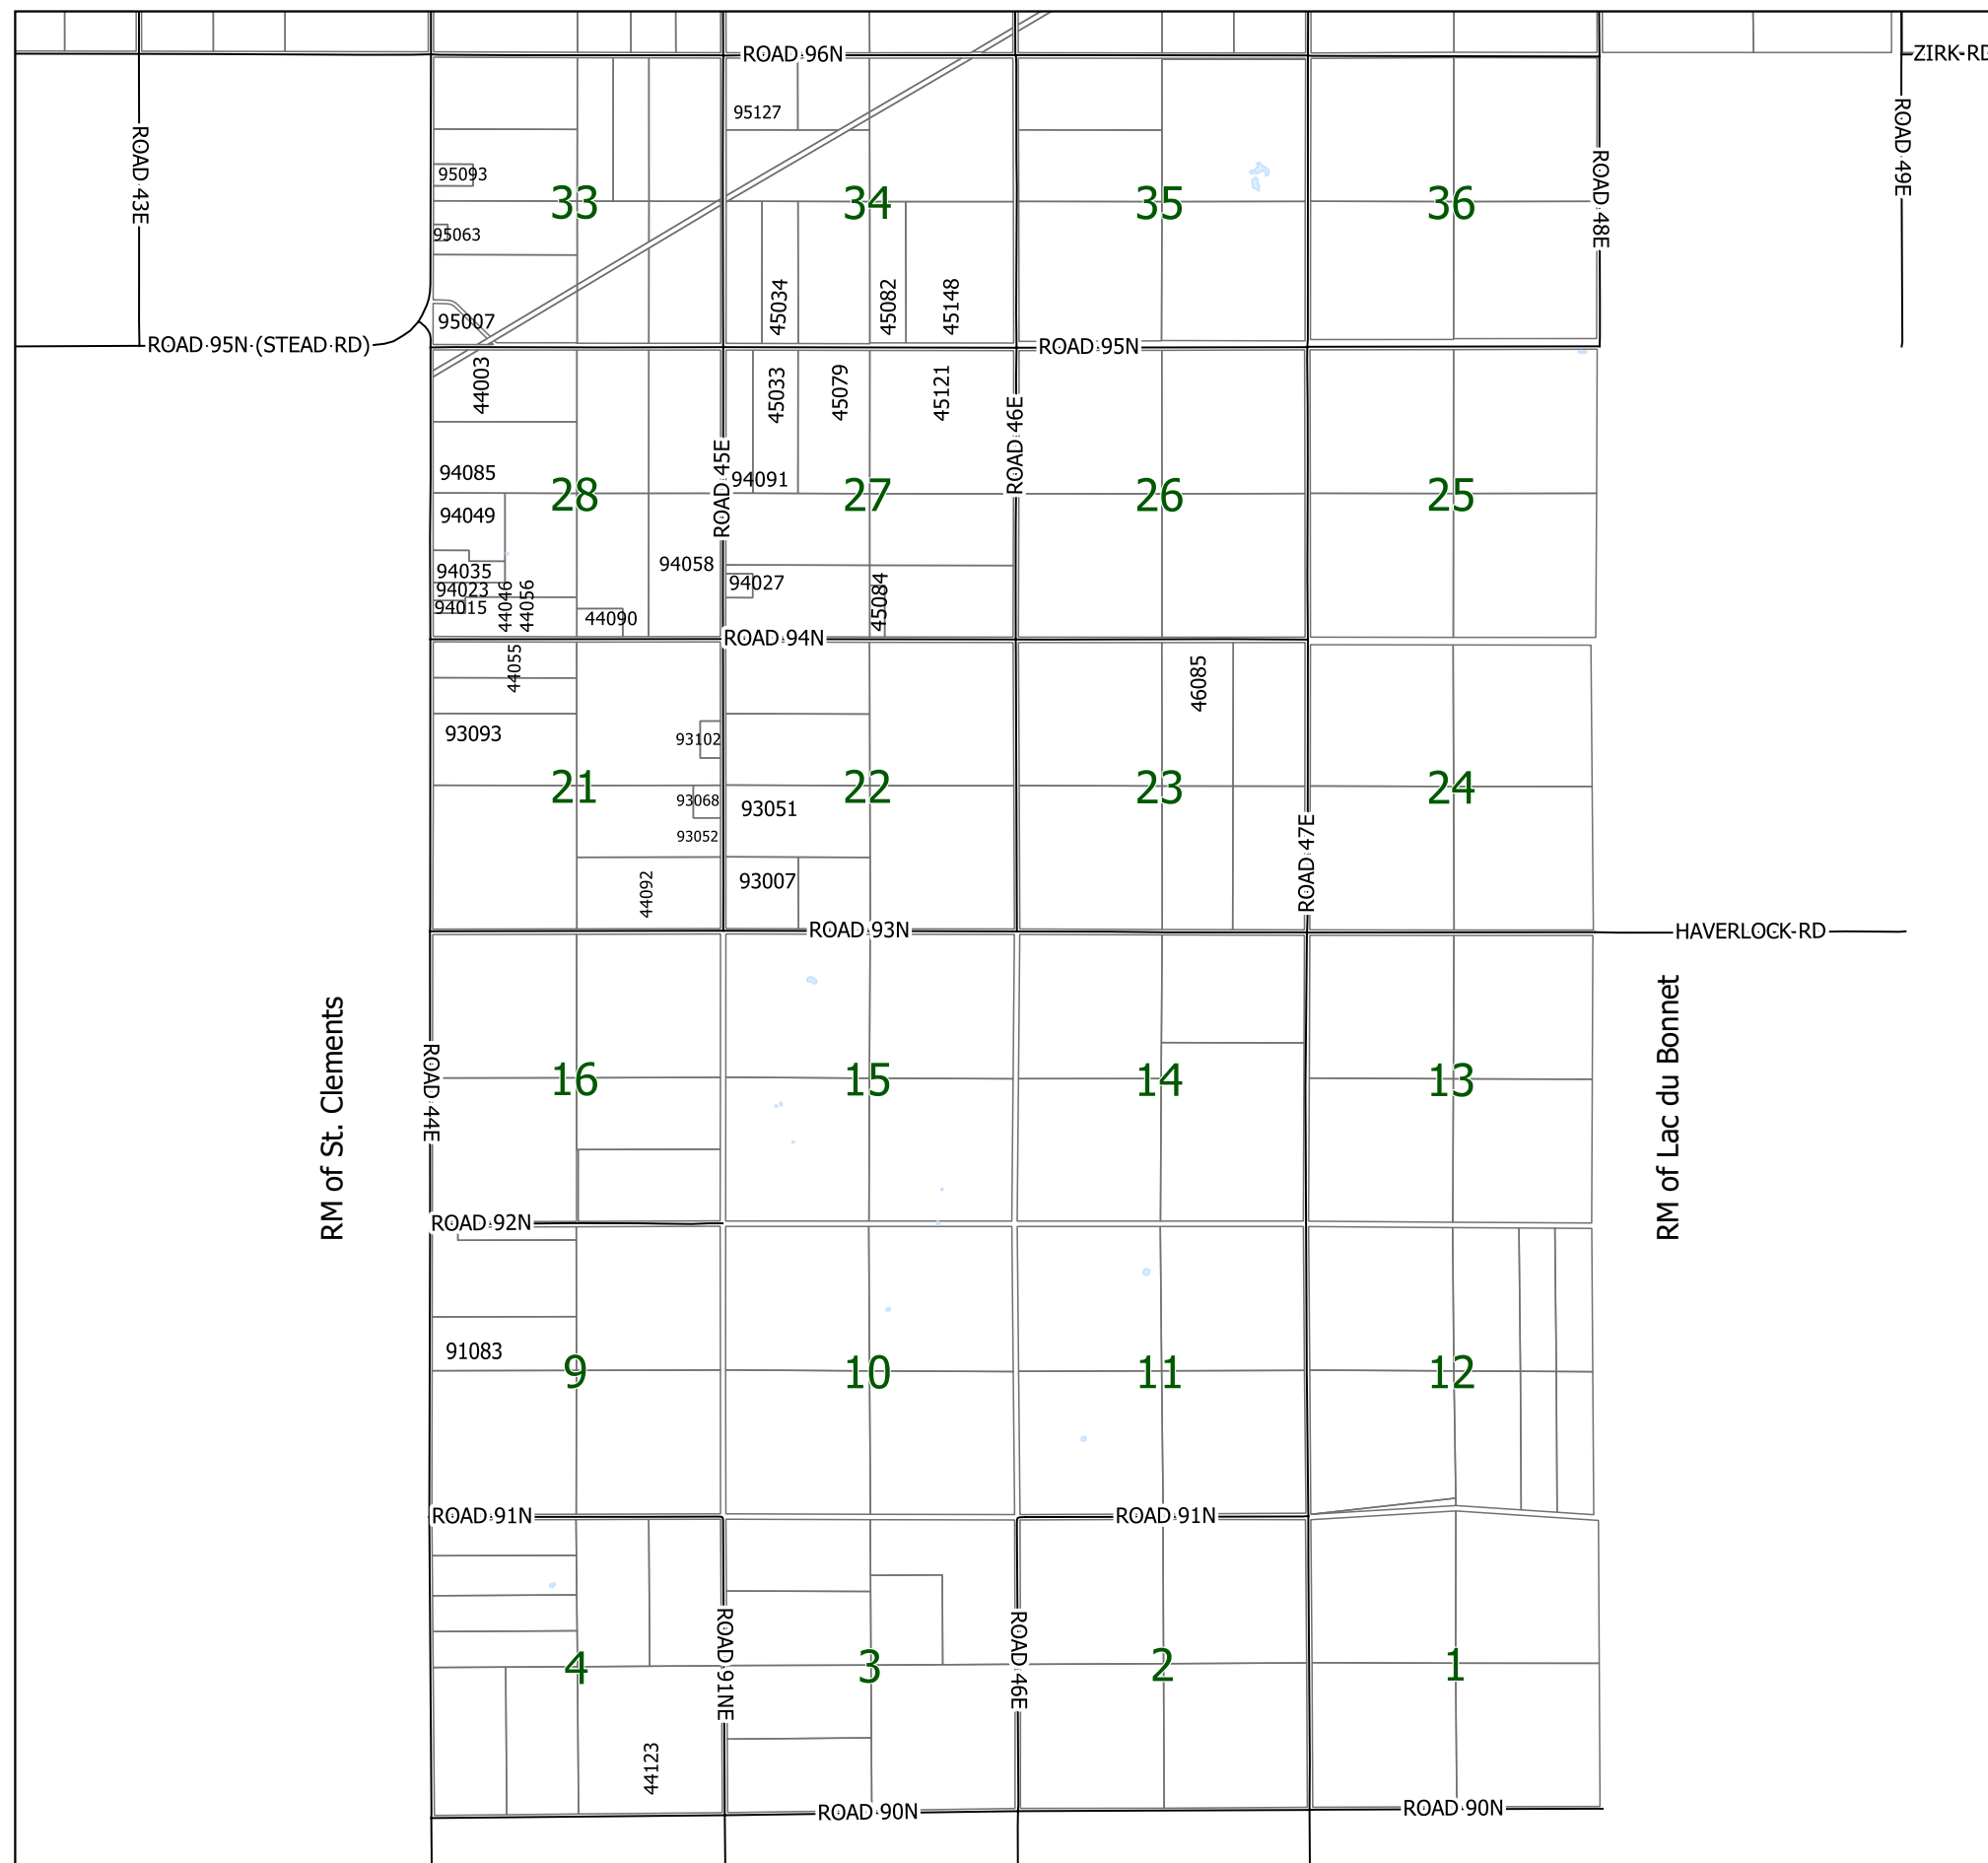 ROAD 96N
ZIRK RD
ROAD 43E
ROAD 48E
ROAD 49E
95127
95093
33
34
35
36
95063
95007
45034
45082
45148
ROAD 95N (STEAD RD)
ROAD 95N
44003
45033
45079
45121
ROAD 46E
ROAD 45E
94085
94091
28
27
26
25
94049
94058
94035
94027
94023
94015
44046
44056
44090
45084
ROAD 94N
44055
46085
93093
93102
21
22
23
24
93068
93051
93052
ROAD 47E
44092
93007
ROAD 93N
HAVERLOCK RD
RM of St. Clements
RM of Lac du Bonnet
ROAD 44E
16
15
14
13
ROAD 92N
91083
9
10
11
12
ROAD 91N
ROAD 91N
ROAD 91NE
ROAD 46E
4
3
2
1
44123
ROAD 90N
ROAD 90N